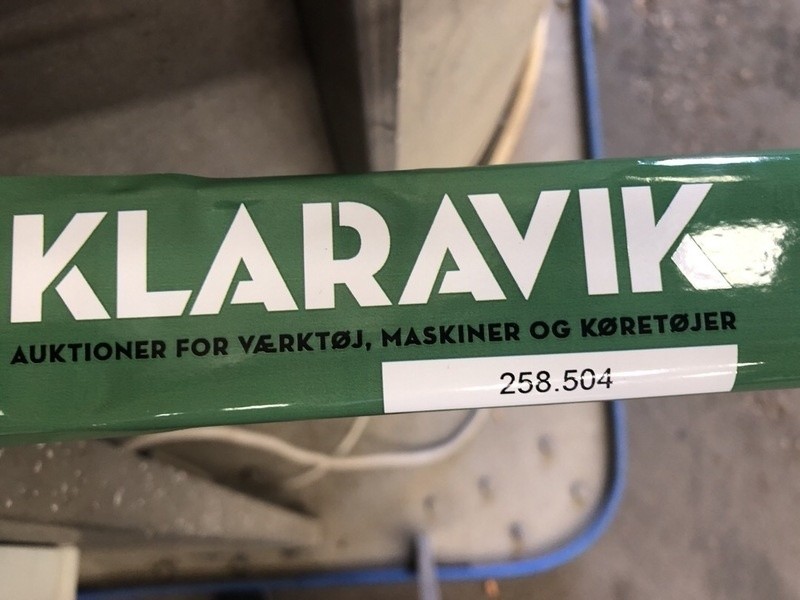 KLARAVIK
AUKTIONER FOR VÆRKTØJ, MASKINER OG KØRETØJER
258.504